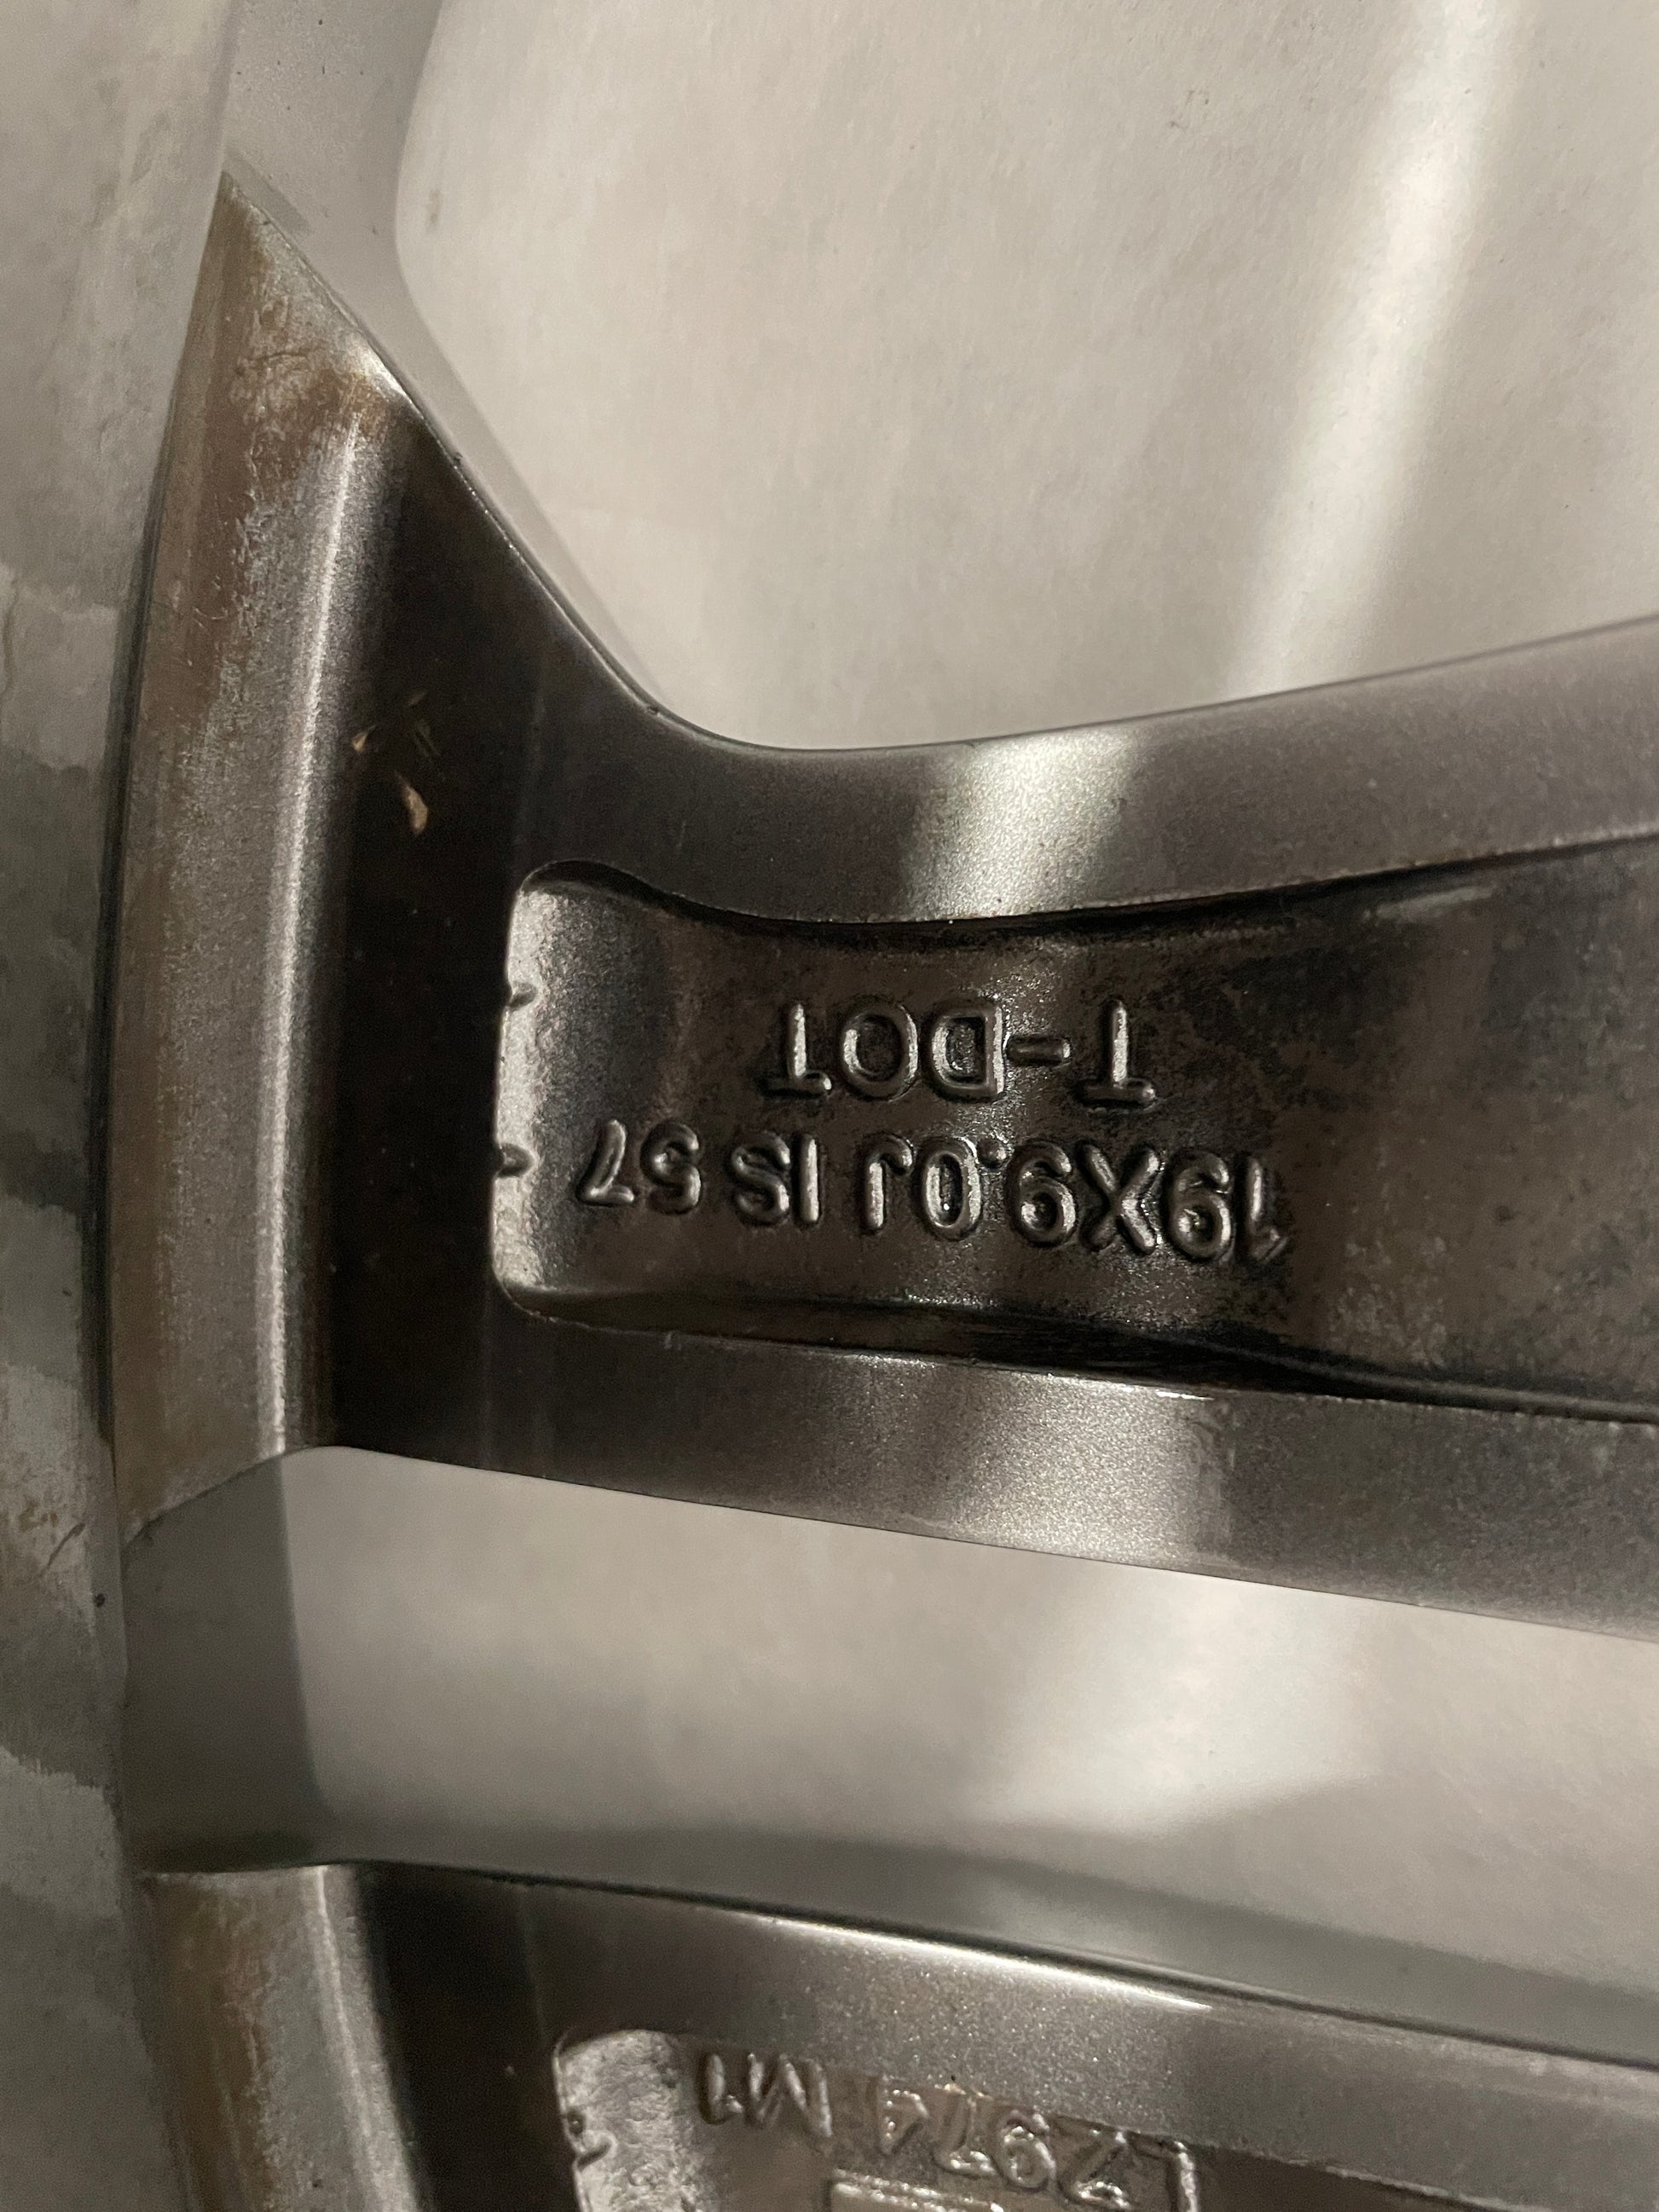 19X9.0J IS 57
T-DOT
L2974 M1